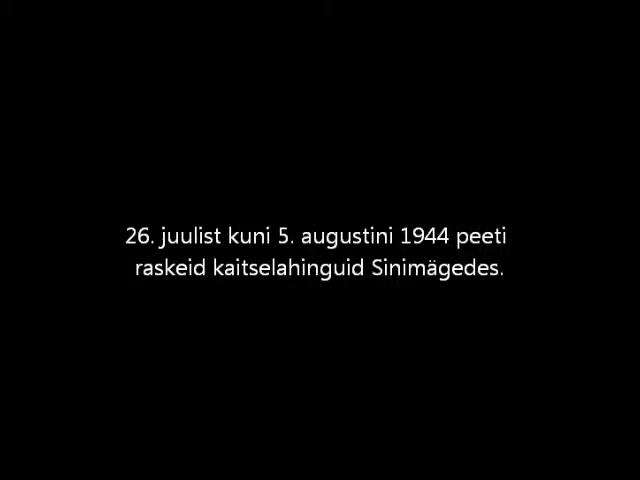 26. juulist kuni 5. augustini 1944 peeti
raskeid kaitselahinguid Sinimägedes.